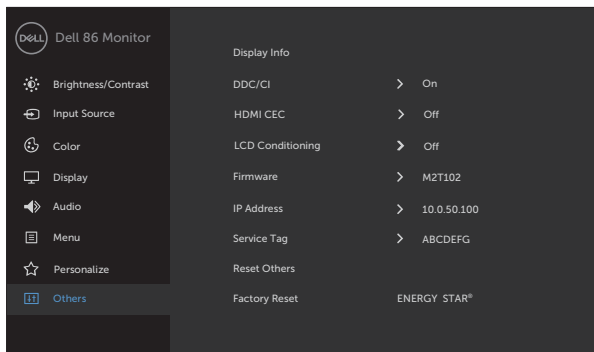 DELL Dell 86 Monitor
Brightness/Contrast
Input Source
Color
Display
Audio
Menu
Personalize
Others
Display Info
DDC/CI On
HDMI CEC Off
LCD Conditioning Off
Firmware M2T102
IP Address 10.0.50.100
Service Tag ABCDEFG
Reset Others
Factory Reset ENERGY STAR®